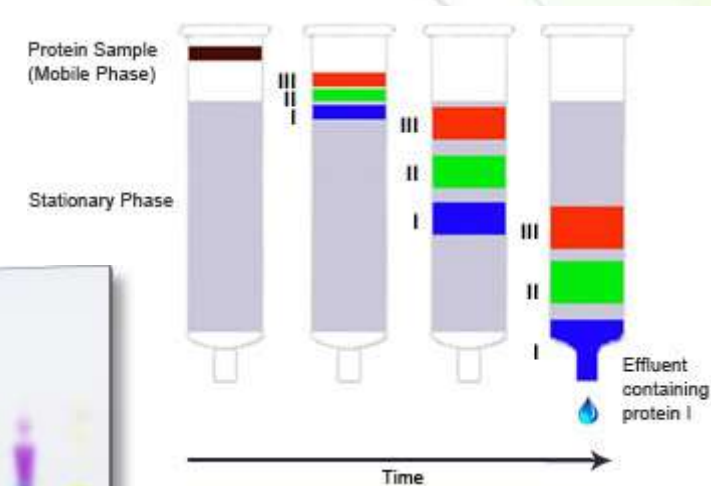 Protein Sample
(Mobile Phase)
III
II
I
III
II
I
III
II
I
Stationary Phase
Effluent
containing
protein I
Time